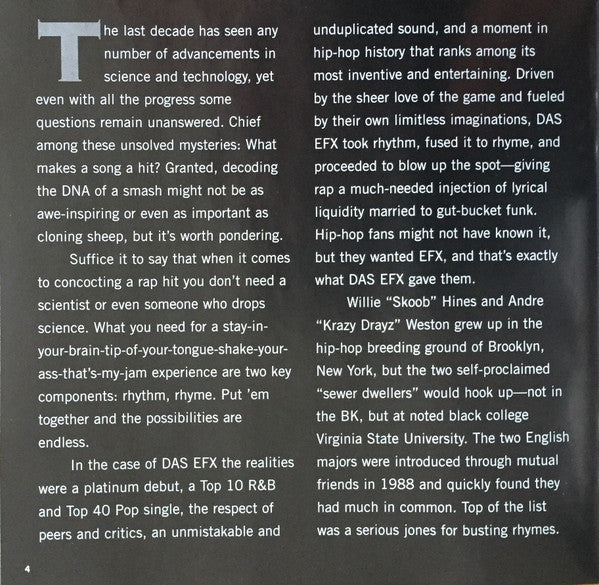 The last decade has seen any
number of advancements in
science and technology, yet
even with all the progress some
questions remain unanswered. Chief
among these unsolved mysteries: What
makes a song a hit? Granted, decoding
the DNA of a smash might not be as
awe-inspiring or even as important as
cloning sheep, but it's worth pondering.
Suffice it to say that when it comes
to concocting a rap hit you don't need a
scientist or even someone who drops
science. What you need for a stay-in-
your-brain-tip-of-your-tongue-shake-your-
ass-that's-my-jam experience are two key
components: rhythm, rhyme. Put 'em
together and the possibilities are
endless.
In the case of DAS EFX the realities
were a platinum debut, a Top 10 R&B
and Top 40 Pop single, the respect of
peers and critics, an unmistakable and
unduplicated sound, and a moment in
hip-hop history that ranks among its
most inventive and entertaining. Driven
by the sheer love of the game and fueled
by their own limitless imaginations, DAS
EFX took rhythm, fused it to rhyme, and
proceeded to blow up the spot—giving
rap a much-needed injection of lyrical
liquidity married to gut-bucket funk.
Hip-hop fans might not have known it,
but they wanted EFX, and that's exactly
what DAS EFX gave them.
Willie "Skoob" Hines and Andre
"Krazy Drayz" Weston grew up in the
hip-hop breeding ground of Brooklyn,
New York, but the two self-proclaimed
"sewer dwellers" would hook up—not in
the BK, but at noted black college
Virginia State University. The two English
majors were introduced through mutual
friends in 1988 and quickly found they
had much in common. Top of the list
was a serious jones for busting rhymes.
4